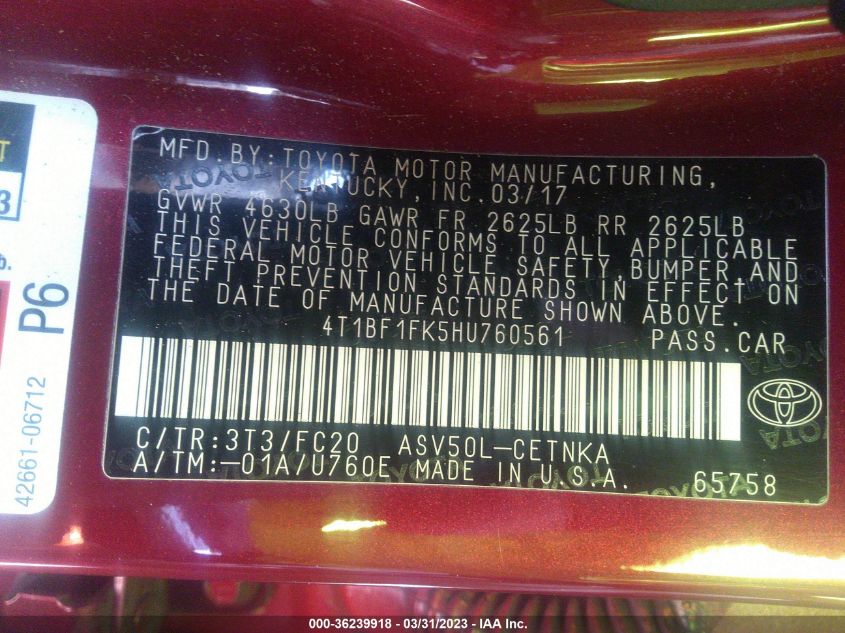 MFD.BY:TOYOTA MOTOR MANUFACTURING,
KENTUCKY,INC.03/17
GVWR 4630LB GAWR FR 2625LB RR 2625LB
THIS VEHICLE CONFORMS TO ALL APPLICABLE
FEDERAL MOTOR VEHICLE SAFETY,BUMPER,AND
THEFT PREVENTION STANDARDS IN EFFECT ON
THE DATE OF MANUFACTURE SHOWN ABOVE.
4T1BF1FK5HU760561 PASS.CAR
C/TR:3T3/FC20 ASV50L-CETNKA
A/TM:-01A/U760E MADE IN U.S.A. 65758
P6
42661-06712
000-36239918 - 03/31/2023 - IAA Inc.